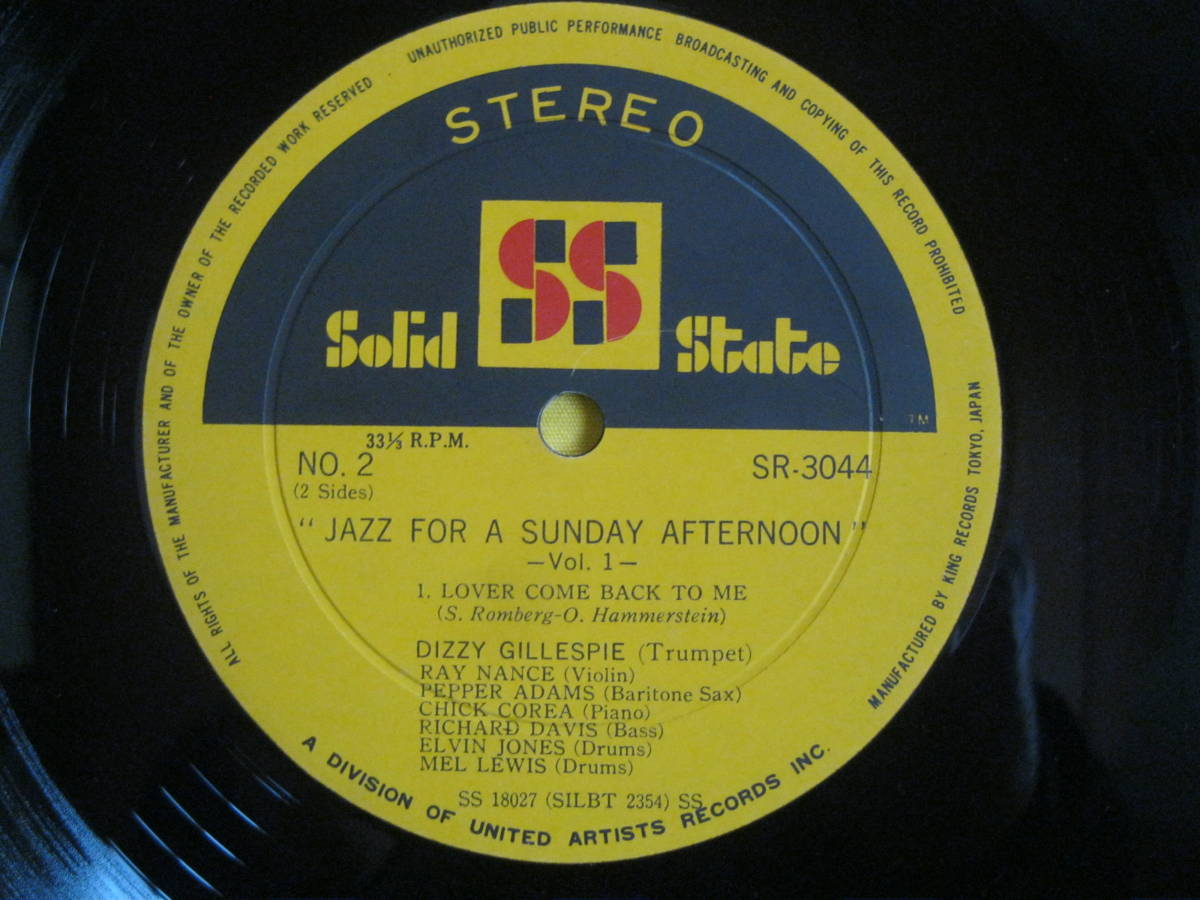 ALL RIGHTS OF THE MANUFACTURER AND OF THE OWNER OF THE RECORDED WORK RESERVED UNAUTHORIZED PUBLIC PERFORMANCE BROADCASTING AND COPYING OF THIS RECORD PROHIBITED
STEREO
SS
Solid State
TM
33⅓ R.P.M.
NO. 2 SR-3044
(2 Sides)
"JAZZ FOR A SUNDAY AFTERNOON"
—Vol. 1—
1. LOVER COME BACK TO ME
(S. Romberg-O. Hammerstein)
DIZZY GILLESPIE (Trumpet)
RAY NANCE (Violin)
PEPPER ADAMS (Baritone Sax)
CHICK COREA (Piano)
RICHARD DAVIS (Bass)
ELVIN JONES (Drums)
MEL LEWIS (Drums)
SS 18027 (SILBT 2354) SS
A DIVISION OF UNITED ARTISTS RECORDS INC.
MANUFACTURED BY KING RECORDS TOKYO, JAPAN